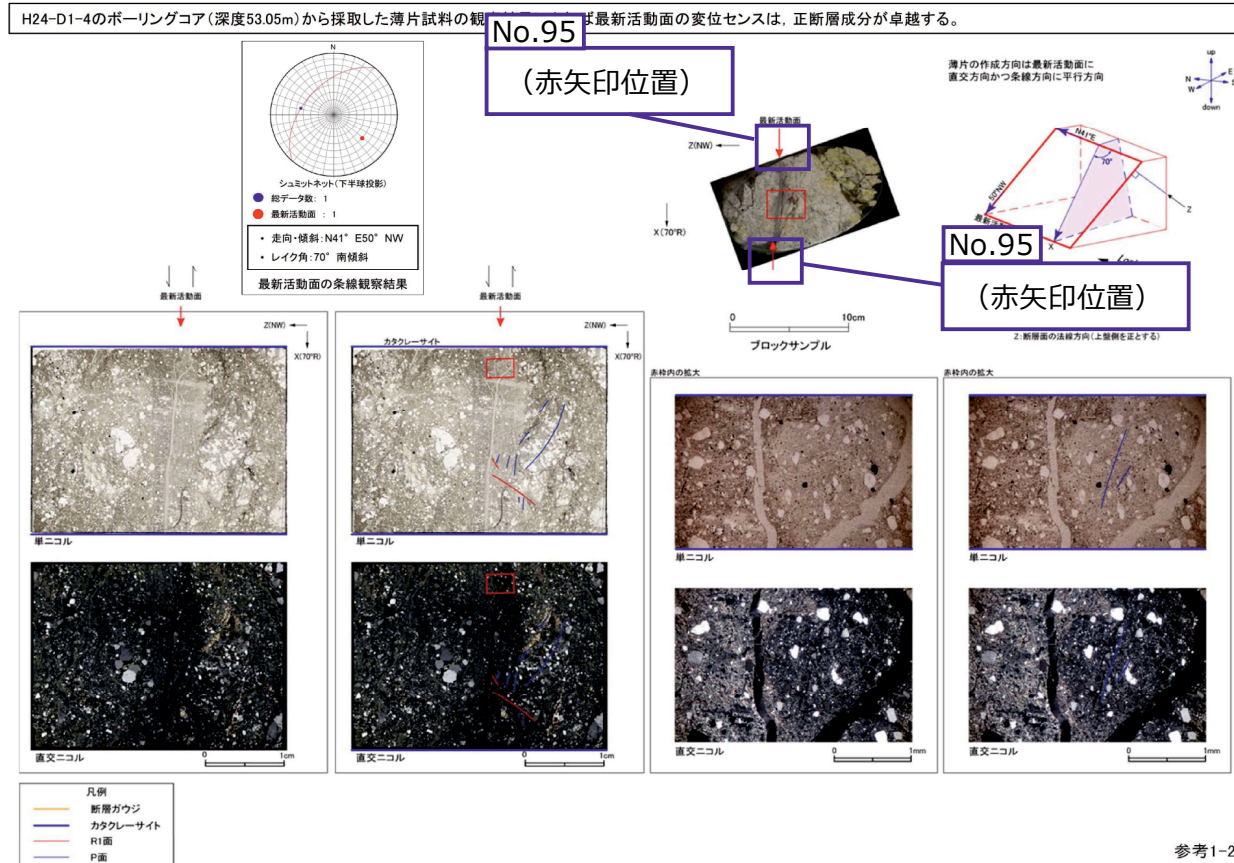 H24-D1-4のボーリングコア(深度53.05m)から採取した薄片試料の観 ば最新活動面の変位センスは，正断層成分が卓越する。
No.95
(赤矢印位置)
N
シュミットネット(下半球投影)
総データ数: 1
最新活動面 : 1
・ 走向・傾斜:N41° E50° NW
・ レイク角:70° 南傾斜
最新活動面の条線観察結果
最新活動面
Z(NW)
X(70°R)
0 10cm
ブロックサンプル
薄片の作成方向は最新活動面に
直交方向かつ条線方向に平行方向
up
N E
W S
down
N41°E
70°
50°NW
最新活
Z
X
No.95
(赤矢印位置)
Z:断層面の法線方向(上盤側を正とする)
最新活動面
Z(NW)
X(70°R)
単ニコル
直交ニコル
0 1cm
最新活動面
カタクレーサイト
Z(NW)
X(70°R)
単ニコル
直交ニコル
0 1cm
赤枠内の拡大
単ニコル
直交ニコル
0 1mm
赤枠内の拡大
単ニコル
直交ニコル
0 1mm
凡例
断層ガウジ
カタクレーサイト
R1面
P面
参考1-2